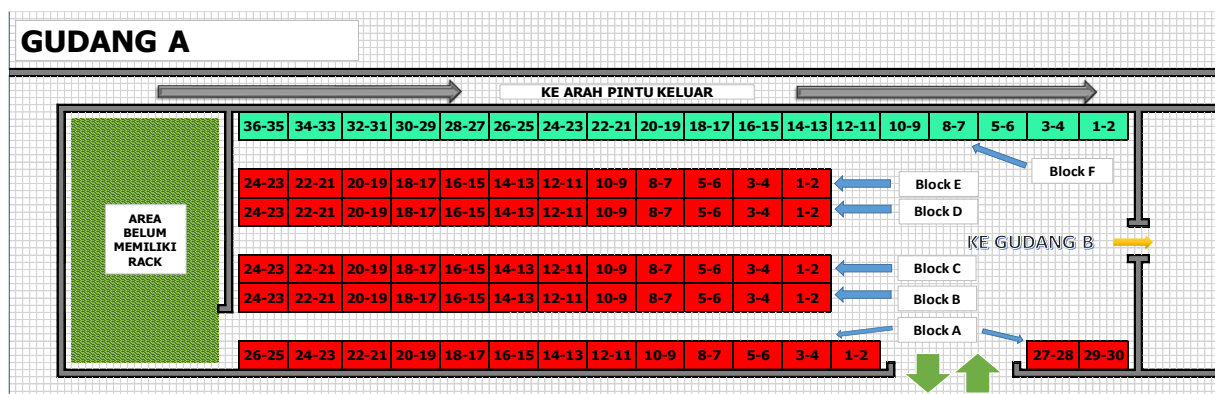 GUDANG A
KE ARAH PINTU KELUAR
36-35 34-33 32-31 30-29 28-27 26-25 24-23 22-21 20-19 18-17 16-15 14-13 12-11 10-9 8-7 5-6 3-4 1-2
Block F
24-23 22-21 20-19 18-17 16-15 14-13 12-11 10-9 8-7 5-6 3-4 1-2
Block E
24-23 22-21 20-19 18-17 16-15 14-13 12-11 10-9 8-7 5-6 3-4 1-2
Block D
AREA
BELUM
MEMILIKI
RACK
KE GUDANG B
24-23 22-21 20-19 18-17 16-15 14-13 12-11 10-9 8-7 5-6 3-4 1-2
Block C
24-23 22-21 20-19 18-17 16-15 14-13 12-11 10-9 8-7 5-6 3-4 1-2
Block B
Block A
26-25 24-23 22-21 20-19 18-17 16-15 14-13 12-11 10-9 8-7 5-6 3-4 1-2
27-28 29-30